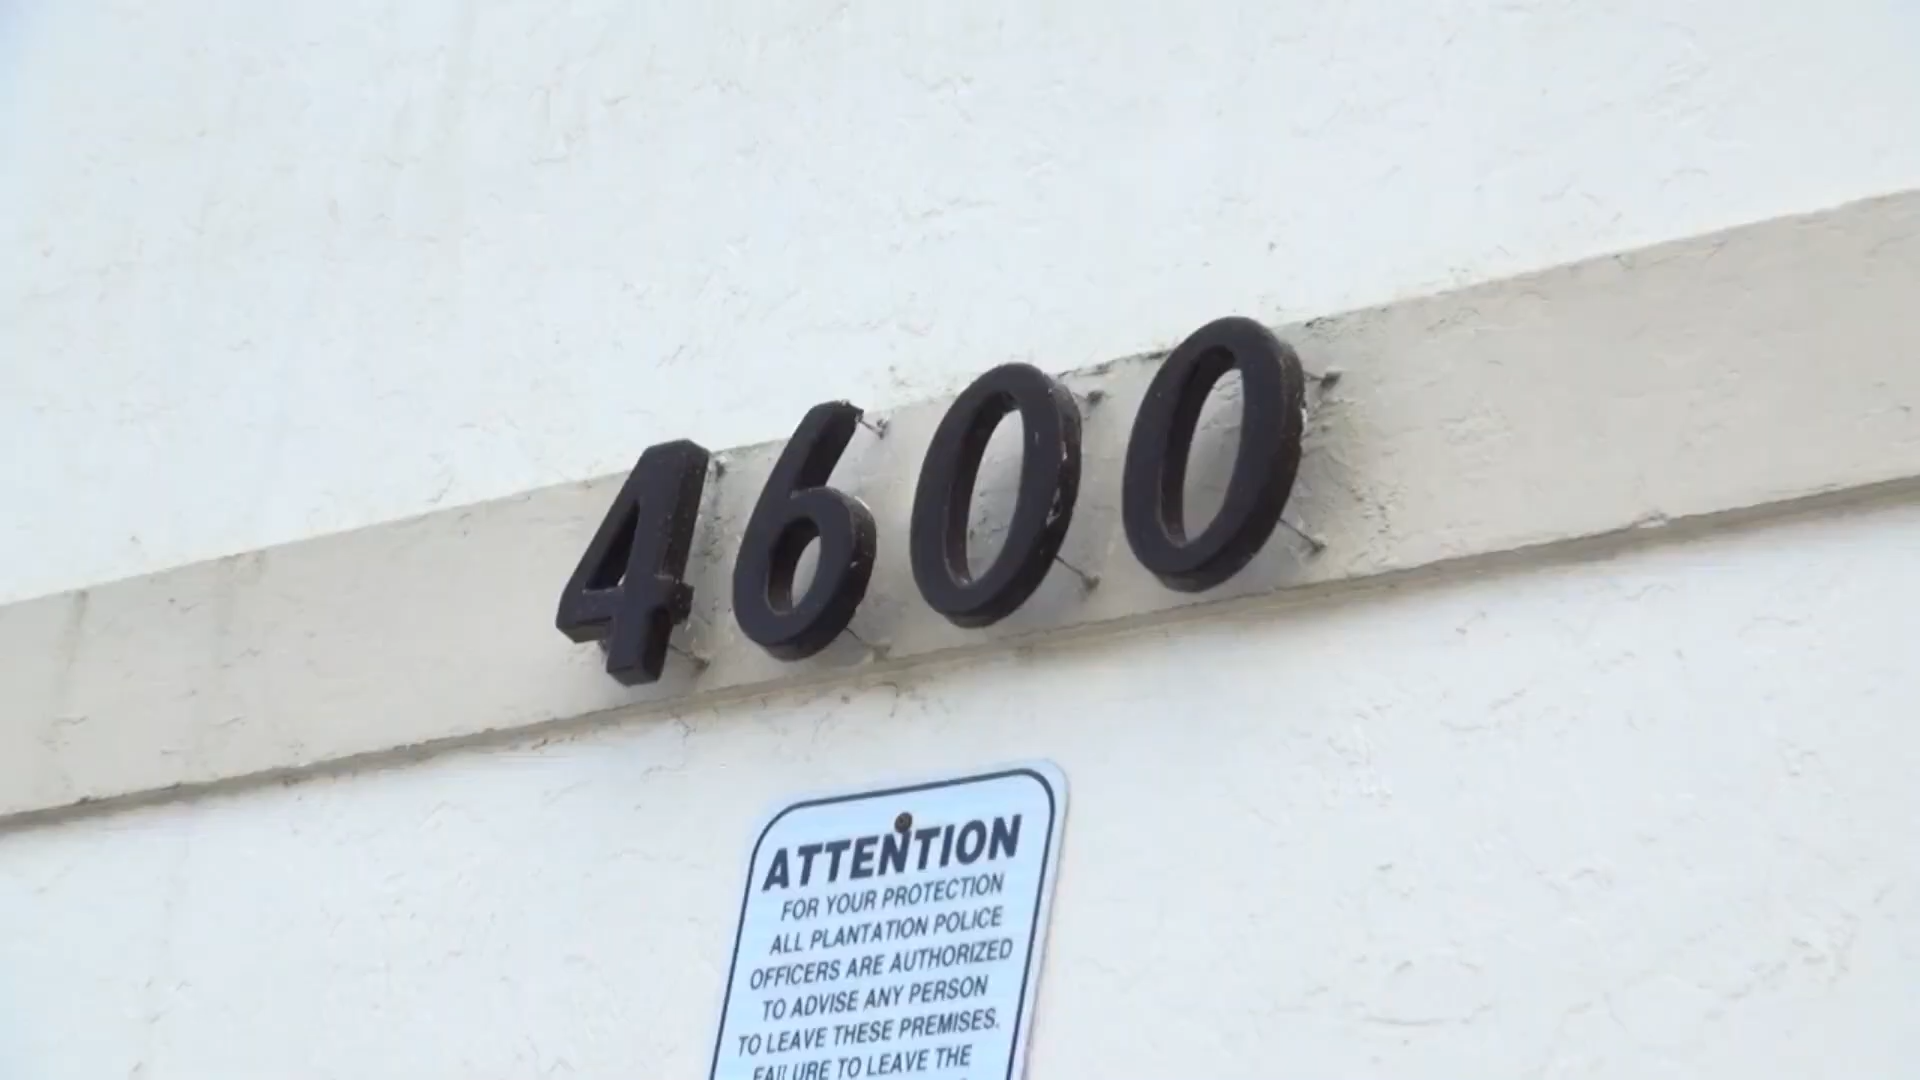 4600
ATTENTION
FOR YOUR PROTECTION
ALL PLANTATION POLICE
OFFICERS ARE AUTHORIZED
TO ADVISE ANY PERSON
TO LEAVE THESE PREMISES.
FAILURE TO LEAVE THE